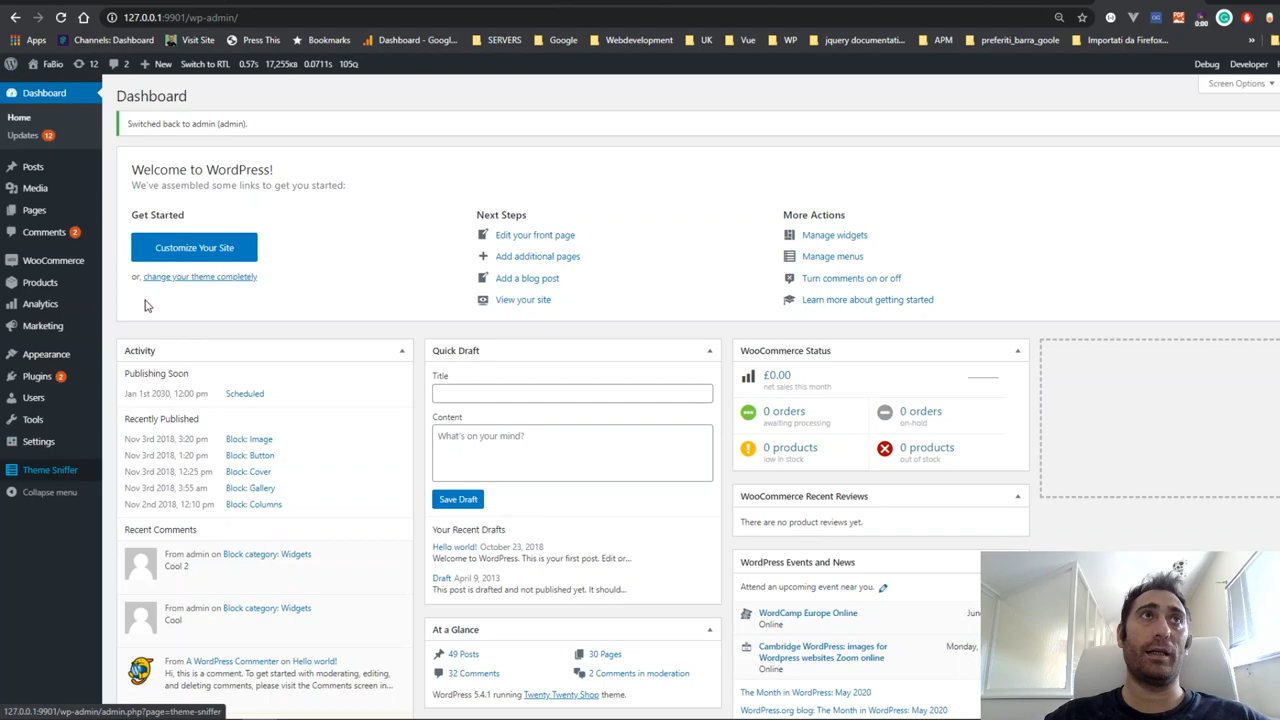 127.0.0.1:9901/wp-admin/
Apps
Channels: Dashboard
Visit Site
Press This
Bookmarks
Dashboard - Googl...
SERVERS
Google
Webdevelopment
UK
Vue
WP
jquery documentati...
APM
preferiti_barra_goole
Importati da Firefox...
»
FaBio
12
2
New
Switch to RTL
0.57s
17,255kB
0.0711s
105Q
Debug
Developer
Screen Options
Dashboard
Home
Updates 12
Posts
Media
Pages
Comments 2
WooCommerce
Products
Analytics
Marketing
Appearance
Plugins 2
Users
Tools
Settings
Theme Sniffer
Collapse menu
Dashboard
Switched back to admin (admin).
Welcome to WordPress!
We've assembled some links to get you started:
Get Started
Customize Your Site
or, change your theme completely
Next Steps
Edit your front page
Add additional pages
Add a blog post
View your site
More Actions
Manage widgets
Manage menus
Turn comments on or off
Learn more about getting started
Activity
Publishing Soon
Jan 1st 2030, 12:00 pm Scheduled
Recently Published
Nov 3rd 2018, 3:20 pm Block: Image
Nov 3rd 2018, 1:20 pm Block: Button
Nov 3rd 2018, 12:25 pm Block: Cover
Nov 3rd 2018, 3:55 am Block: Gallery
Nov 2nd 2018, 12:10 pm Block: Columns
Recent Comments
From admin on Block category: Widgets
Cool 2
From admin on Block category: Widgets
Cool
From A WordPress Commenter on Hello world!
Hi, this is a comment. To get started with moderating, editing,
and deleting comments, please visit the Comments screen in...
Quick Draft
Title
Content
What's on your mind?
Save Draft
Your Recent Drafts
Hello world! October 23, 2018
Welcome to WordPress. This is your first post. Edit or...
Draft April 9, 2013
This post is drafted and not published yet. It should...
At a Glance
49 Posts
30 Pages
32 Comments
2 Comments in moderation
WordPress 5.4.1 running Twenty Twenty Shop theme.
WooCommerce Status
£0.00
net sales this month
0 orders
awaiting processing
0 orders
on-hold
0 products
low in stock
0 products
out of stock
WooCommerce Recent Reviews
There are no product reviews yet.
WordPress Events and News
Attend an upcoming event near you.
WordCamp Europe Online
Online
Cambridge WordPress: images for
Wordpress websites Zoom online
Online
Monday,
The Month in WordPress: May 2020
WordPress.org blog: The Month in WordPress: May 2020
127.0.0.1:9901/wp-admin/admin.php?page=theme-sniffer